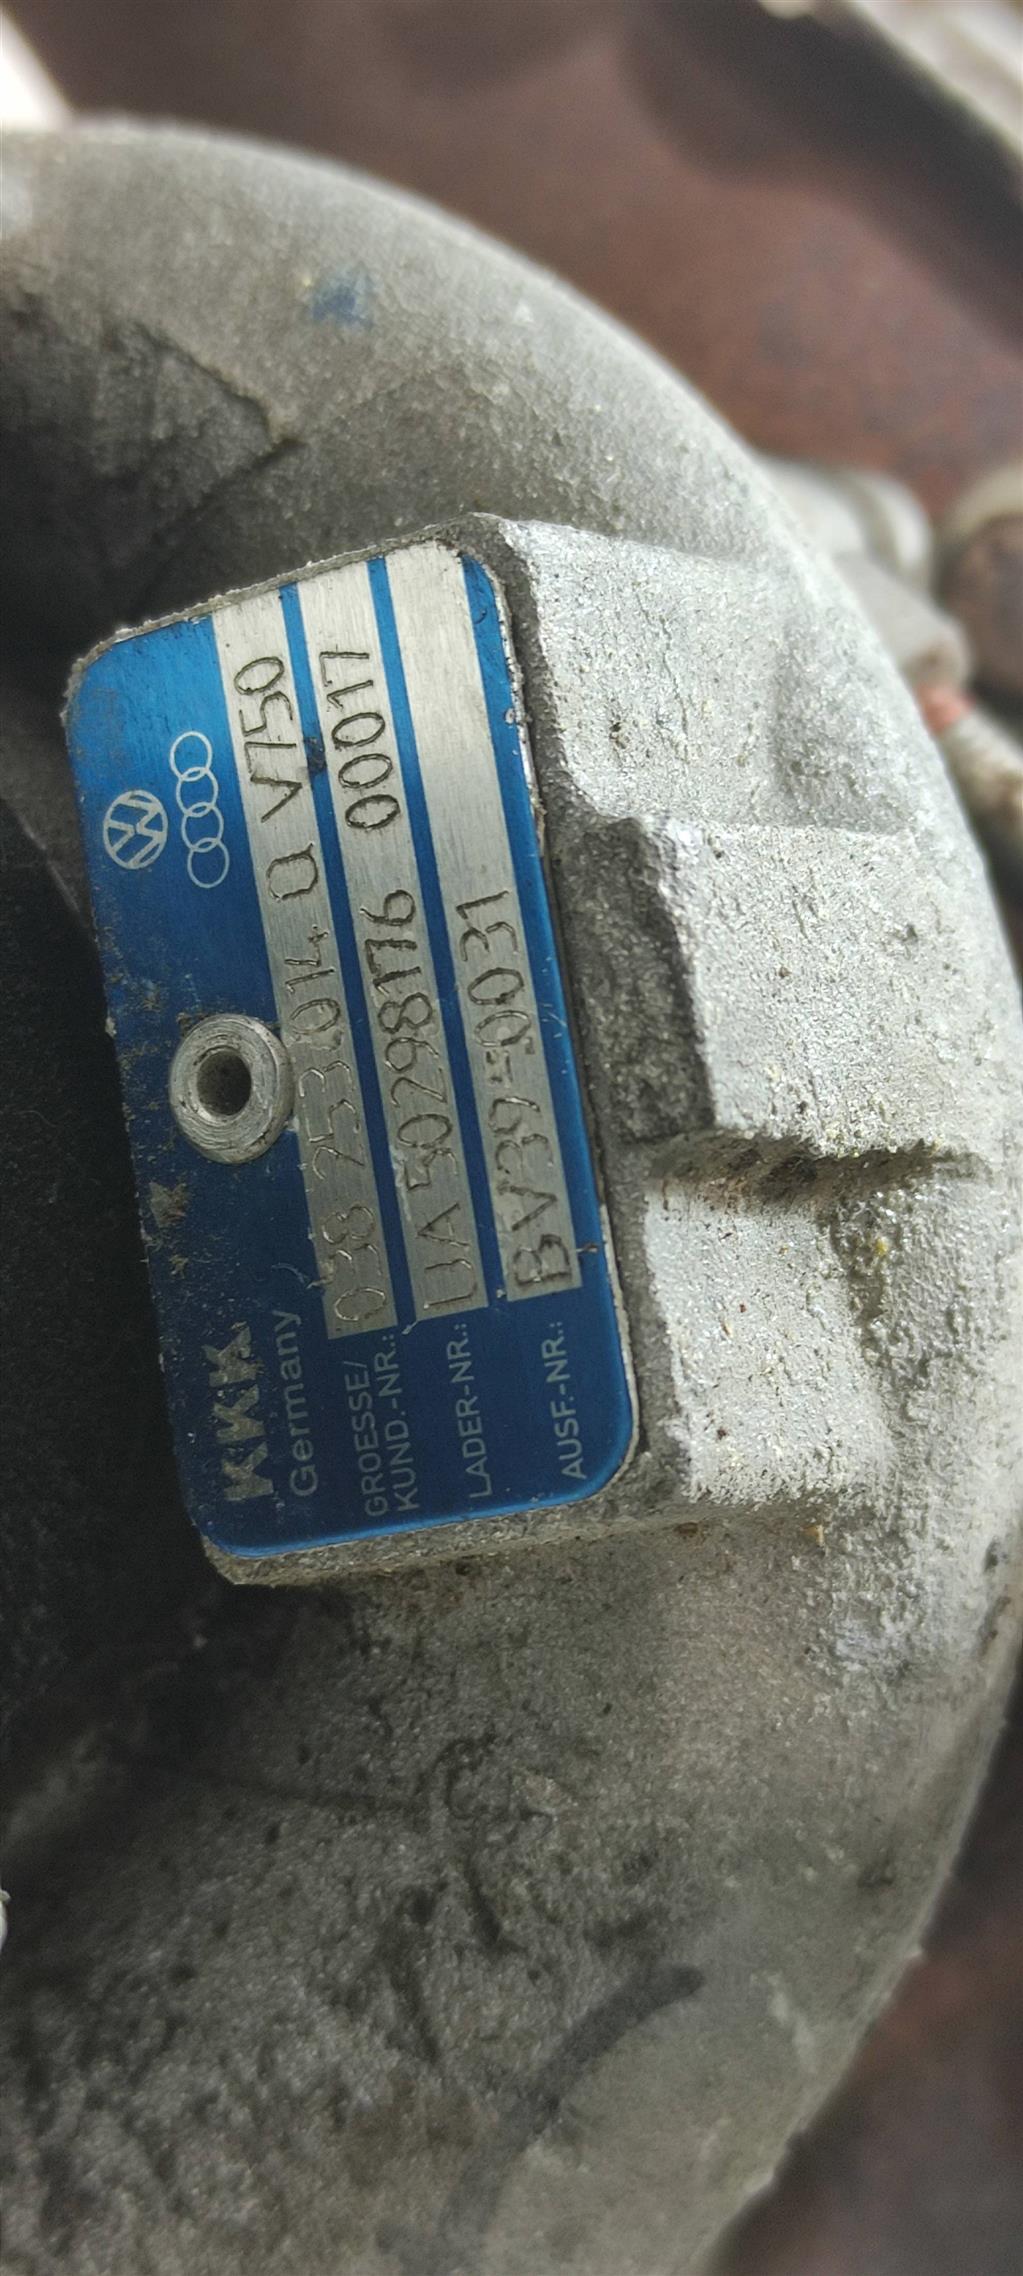 KKK
Germany
GROESSE/
KUND.-NR.: 038 253 014 Q V750
LADER-NR.: UA 50298176 00017
AUSF.-NR.: BV39-0031